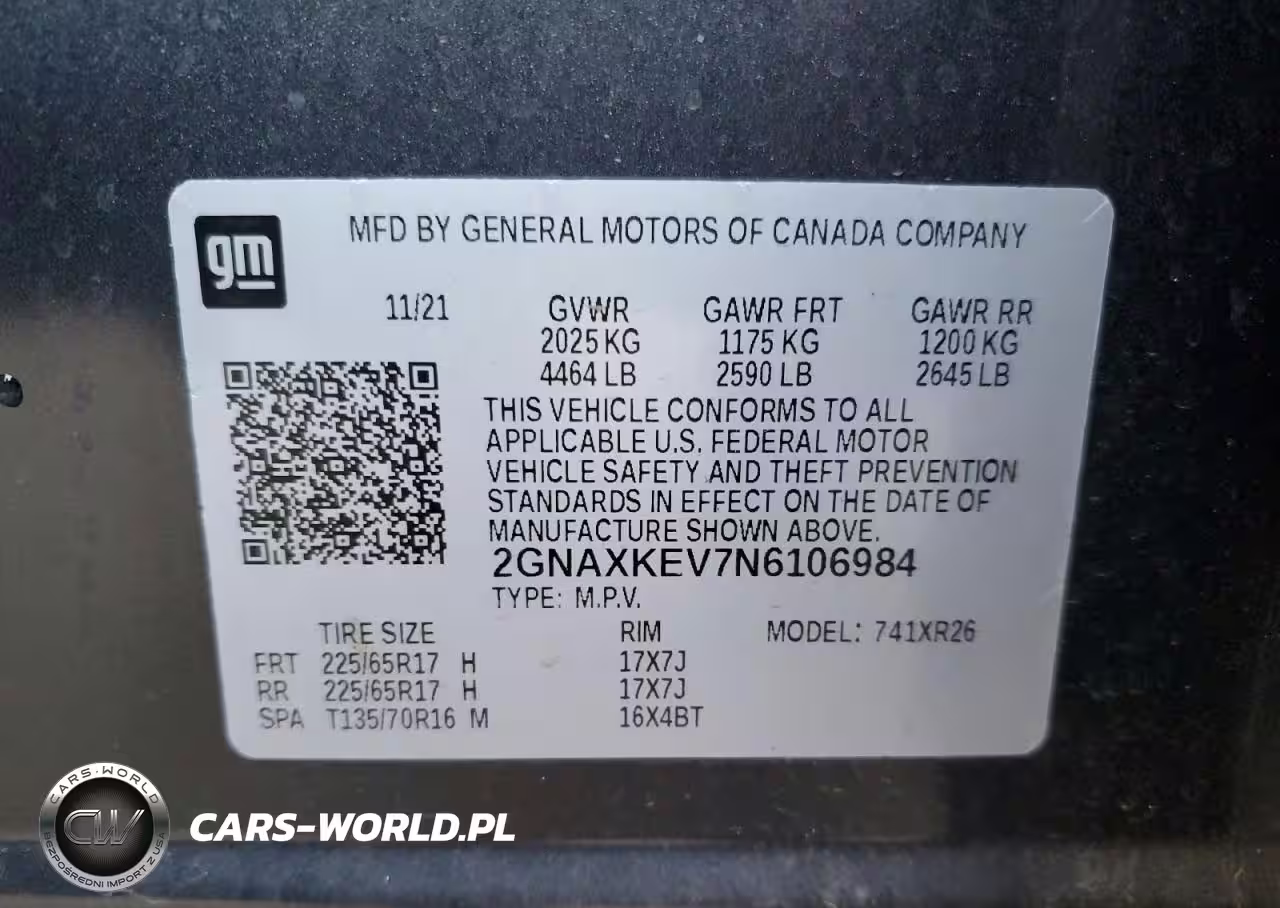 gm
MFD BY GENERAL MOTORS OF CANADA COMPANY
11/21 GVWR GAWR FRT GAWR RR
2025 KG 1175 KG 1200 KG
4464 LB 2590 LB 2645 LB
THIS VEHICLE CONFORMS TO ALL
APPLICABLE U.S. FEDERAL MOTOR
VEHICLE SAFETY AND THEFT PREVENTION
STANDARDS IN EFFECT ON THE DATE OF
MANUFACTURE SHOWN ABOVE.
2GNAXKEV7N6106984
TYPE: M.P.V.
TIRE SIZE RIM MODEL: 741XR26
FRT 225/65R17 H 17X7J
RR 225/65R17 H 17X7J
SPA T135/70R16 M 16X4BT
CARS-WORLD
CW
BEZPOŚREDNI IMPORT Z USA
CARS-WORLD.PL